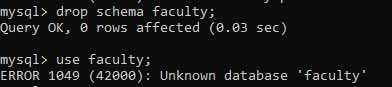 mysql> drop schema faculty;
Query OK, 0 rows affected (0.03 sec)
mysql> use faculty;
ERROR 1049 (42000): Unknown database 'faculty'